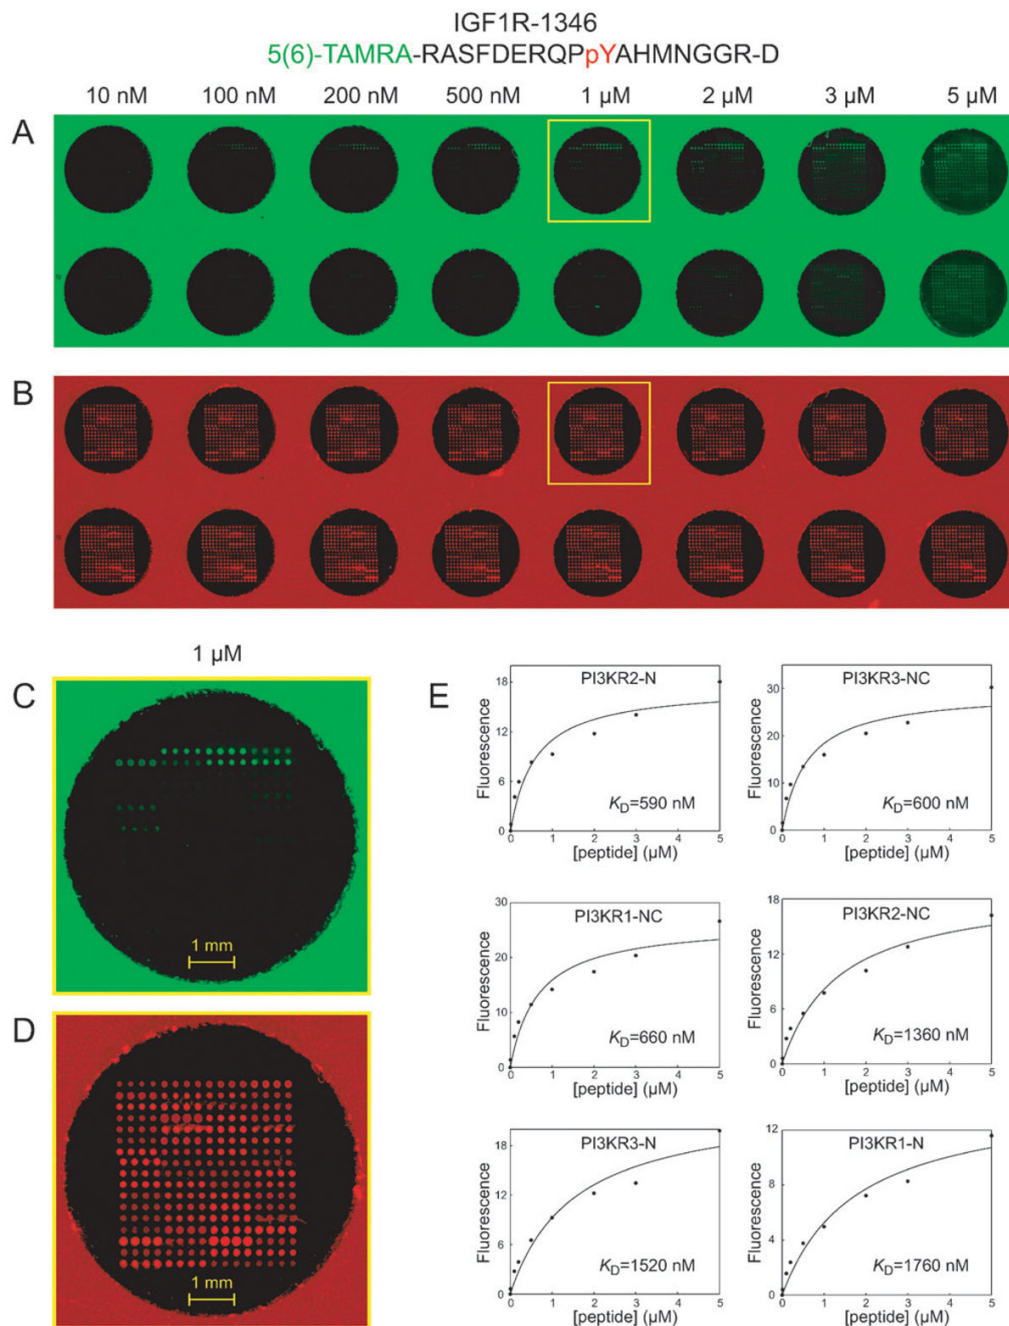 IGF1R-1346
5(6)-TAMRA-RASFDERQPpYAHMNGGR-D
10 nM 100 nM 200 nM 500 nM 1 µM 2 µM 3 µM 5 µM
A
B
1 µM
C
1 mm
D
1 mm
E
PI3KR2-N
Fluorescence
18
12
6
0
KD=590 nM
0 1 2 3 4 5
[peptide] (µM)
PI3KR3-NC
Fluorescence
30
20
10
0
KD=600 nM
0 1 2 3 4 5
[peptide] (µM)
PI3KR1-NC
Fluorescence
30
20
10
0
KD=660 nM
0 1 2 3 4 5
[peptide] (µM)
PI3KR2-NC
Fluorescence
18
12
6
0
KD=1360 nM
0 1 2 3 4 5
[peptide] (µM)
PI3KR3-N
Fluorescence
18
12
6
0
KD=1520 nM
0 1 2 3 4 5
[peptide] (µM)
PI3KR1-N
Fluorescence
12
8
4
0
KD=1760 nM
0 1 2 3 4 5
[peptide] (µM)